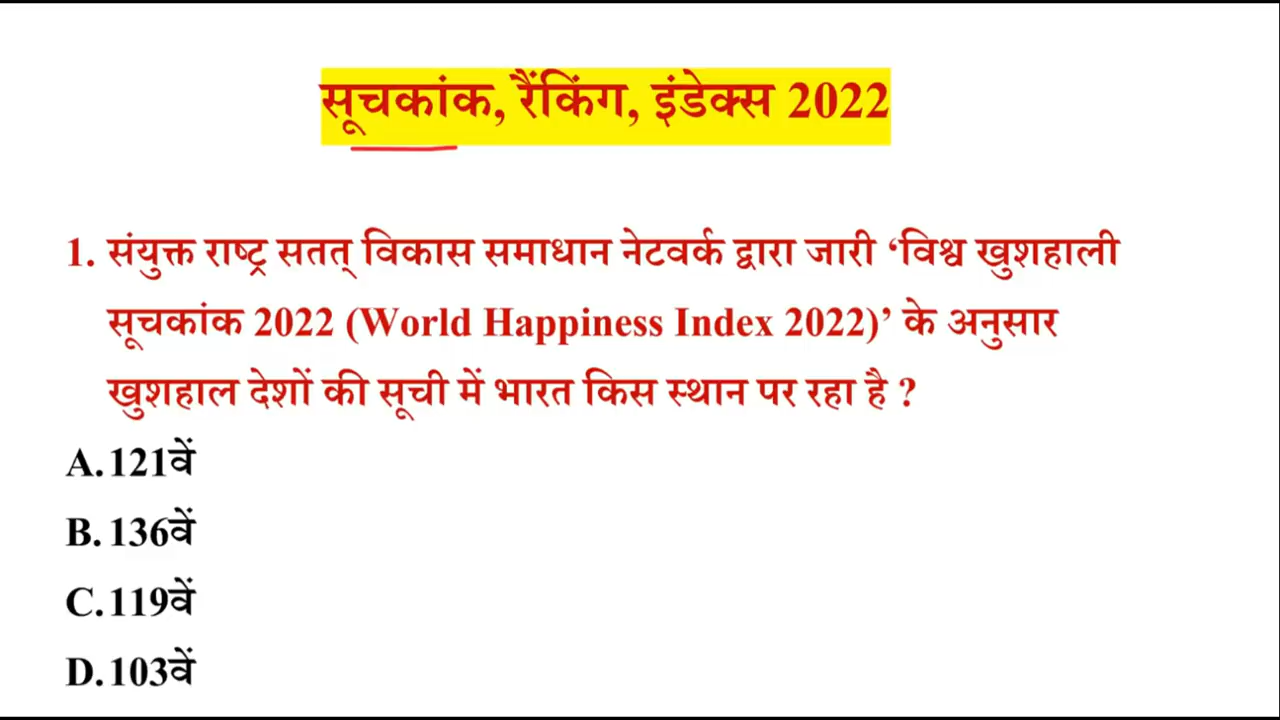 सूचकांक, रैंकिंग, इंडेक्स 2022
1. संयुक्त राष्ट्र सतत् विकास समाधान नेटवर्क द्वारा जारी ‘विश्व खुशहाली
सूचकांक 2022 (World Happiness Index 2022)’ के अनुसार
खुशहाल देशों की सूची में भारत किस स्थान पर रहा है ?
A. 121वें
B. 136वें
C. 119वें
D. 103वें